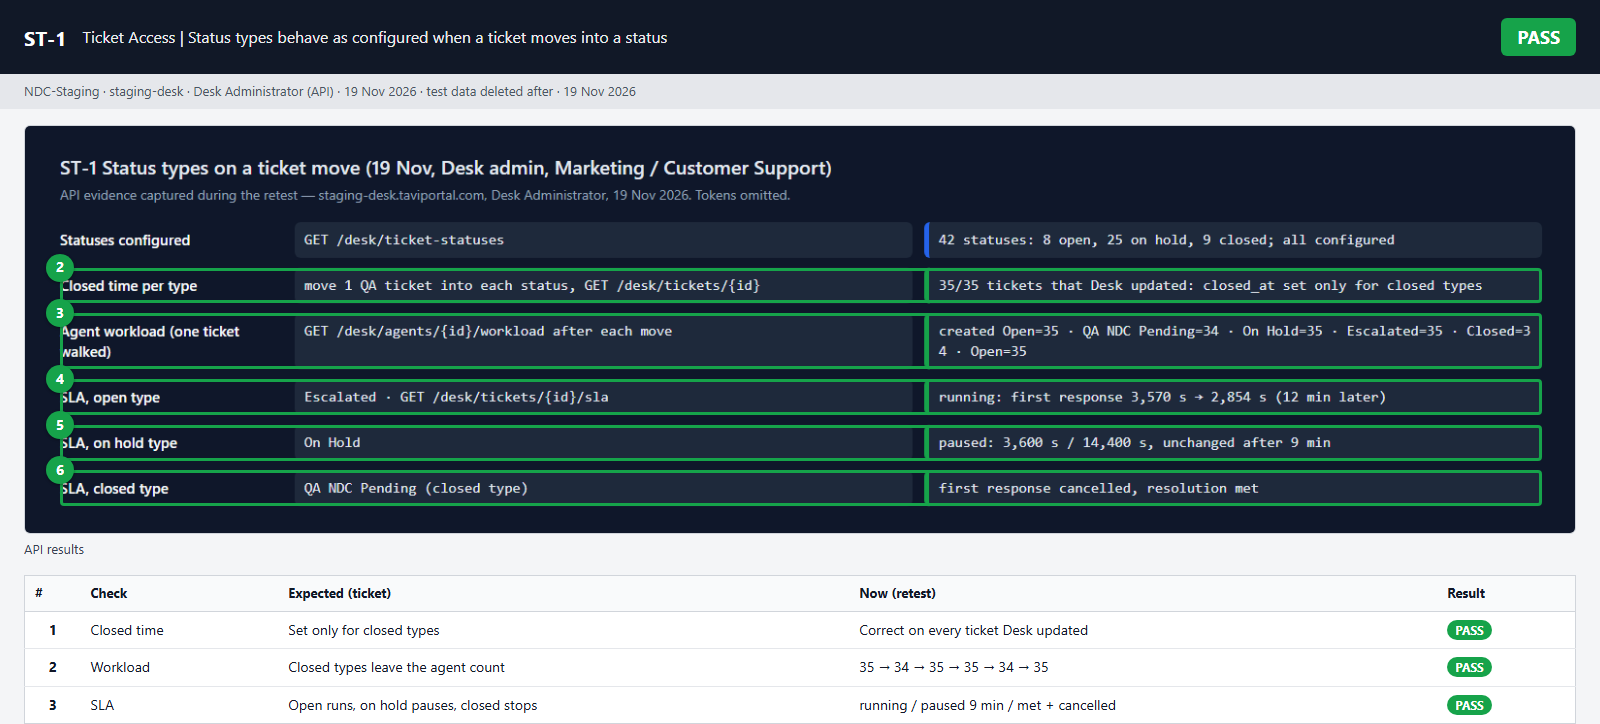 ST-1 Ticket Access | Status types behave as configured when a ticket moves into a status PASS
NDC-Staging · staging-desk · Desk Administrator (API) · 19 Nov 2026 · test data deleted after · 19 Nov 2026
ST-1 Status types on a ticket move (19 Nov, Desk admin, Marketing / Customer Support)
API evidence captured during the retest — staging-desk.taviportal.com, Desk Administrator, 19 Nov 2026. Tokens omitted.
Statuses configured GET /desk/ticket-statuses 42 statuses: 8 open, 25 on hold, 9 closed; all configured
2
Closed time per type move 1 QA ticket into each status, GET /desk/tickets/{id} 35/35 tickets that Desk updated: closed_at set only for closed types
3
Agent workload (one ticket GET /desk/agents/{id}/workload after each move created Open=35 · QA NDC Pending=34 · On Hold=35 · Escalated=35 · Closed=3
walked) 4 · Open=35
4
SLA, open type Escalated · GET /desk/tickets/{id}/sla running: first response 3,570 s → 2,854 s (12 min later)
5
SLA, on hold type On Hold paused: 3,600 s / 14,400 s, unchanged after 9 min
6
SLA, closed type QA NDC Pending (closed type) first response cancelled, resolution met
API results
# Check Expected (ticket) Now (retest) Result
1 Closed time Set only for closed types Correct on every ticket Desk updated PASS
2 Workload Closed types leave the agent count 35 → 34 → 35 → 35 → 34 → 35 PASS
3 SLA Open runs, on hold pauses, closed stops running / paused 9 min / met + cancelled PASS